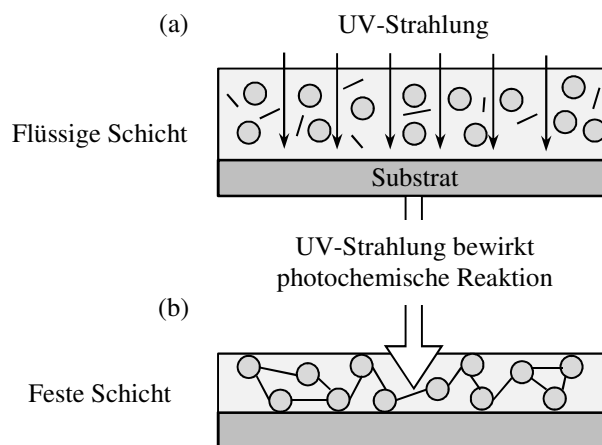 (a)
UV-Strahlung
Flüssige Schicht
Substrat
UV-Strahlung bewirkt
photochemische Reaktion
(b)
Feste Schicht